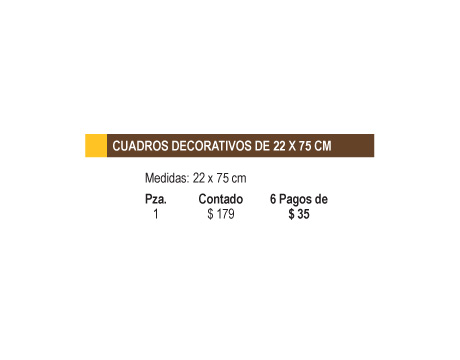 CUADROS DECORATIVOS DE 22 X 75 CM
Medidas: 22 x 75 cm
Pza. Contado 6 Pagos de
1 $ 179 $ 35